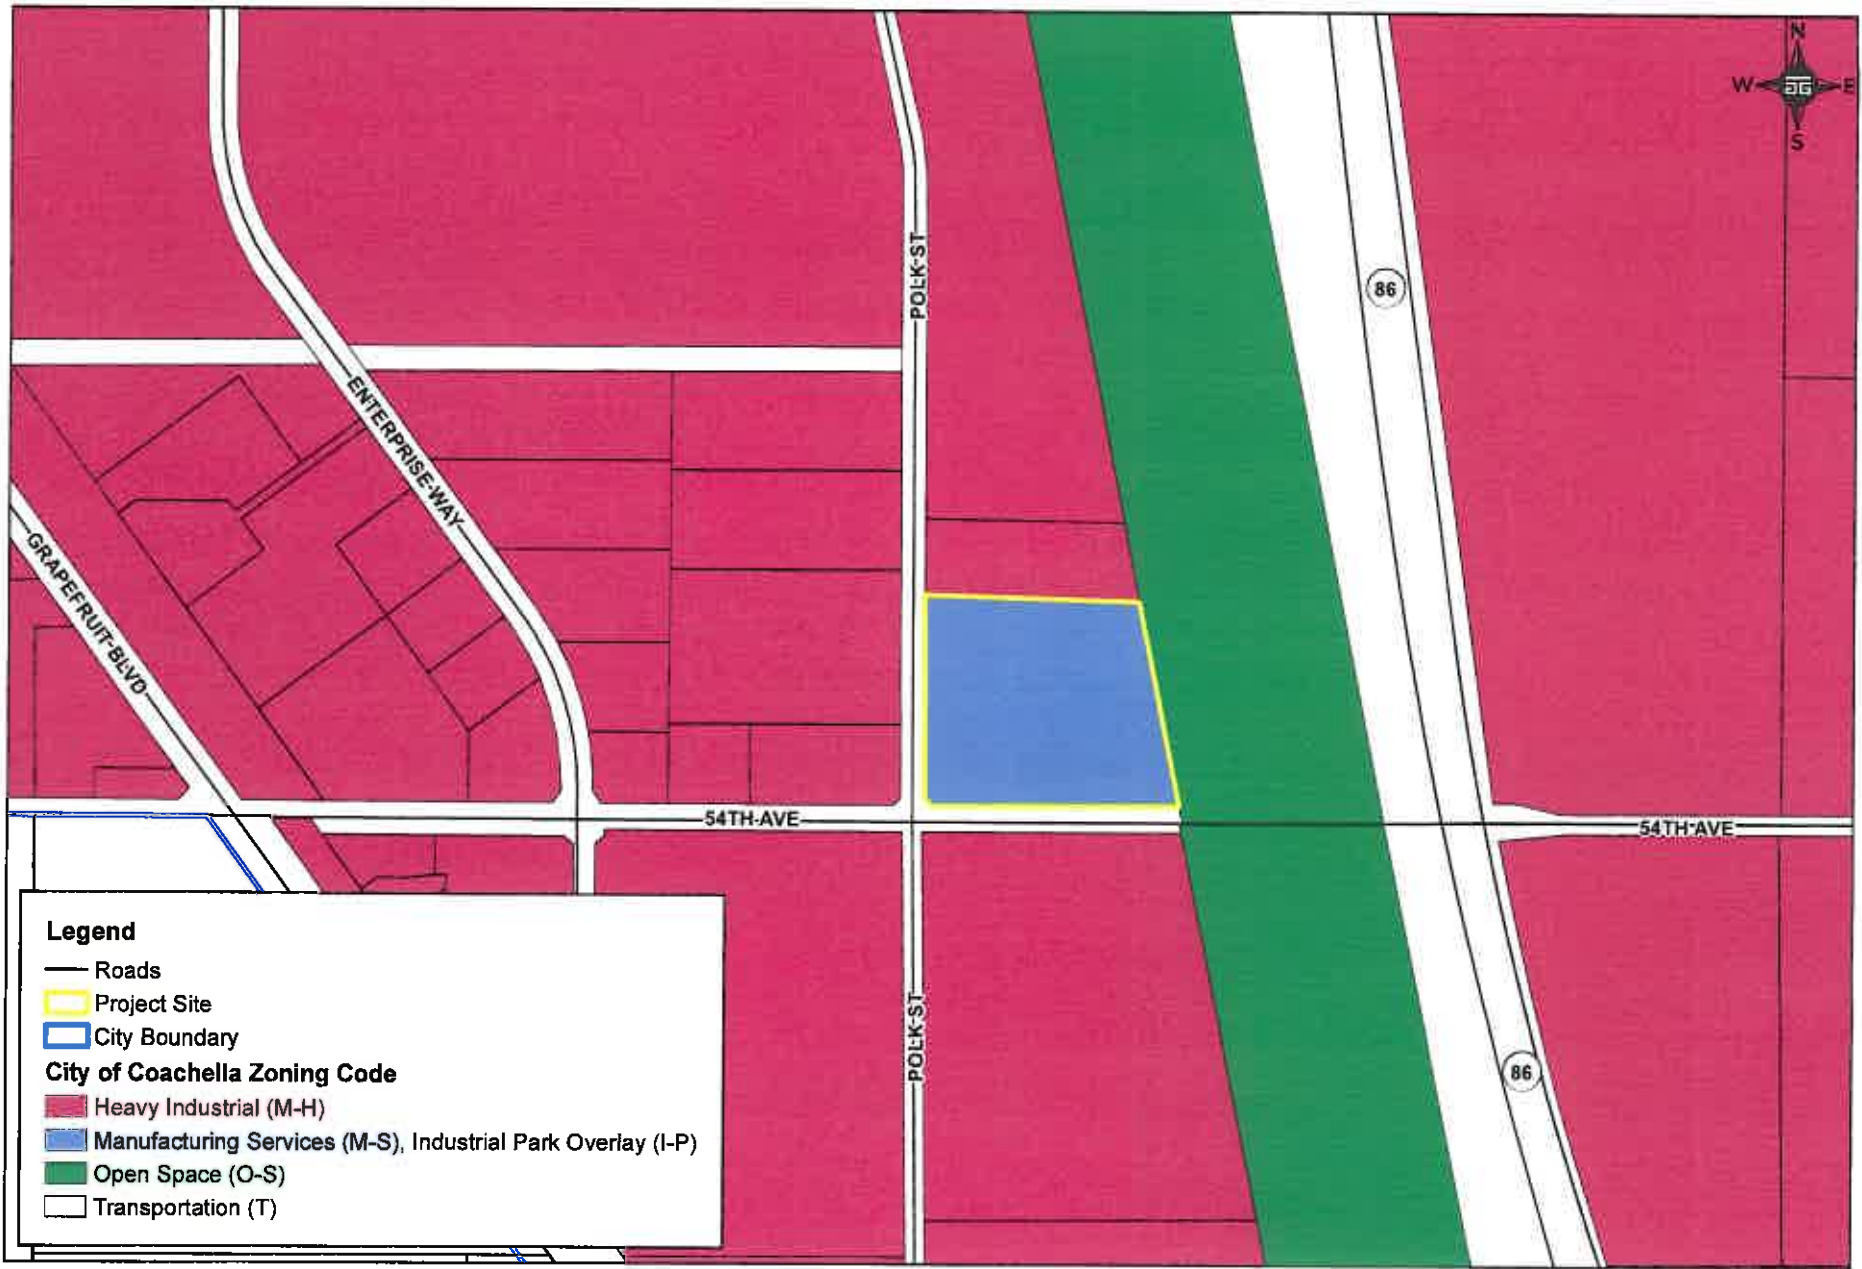 N
W E
S
POLK-ST
86
ENTERPRISE-WAY
GRAPEFRUIT-BLVD
54TH-AVE
54TH-AVE
POLK-ST
86
Legend
Roads
Project Site
City Boundary
City of Coachella Zoning Code
Heavy Industrial (M-H)
Manufacturing Services (M-S), Industrial Park Overlay (I-P)
Open Space (O-S)
Transportation (T)